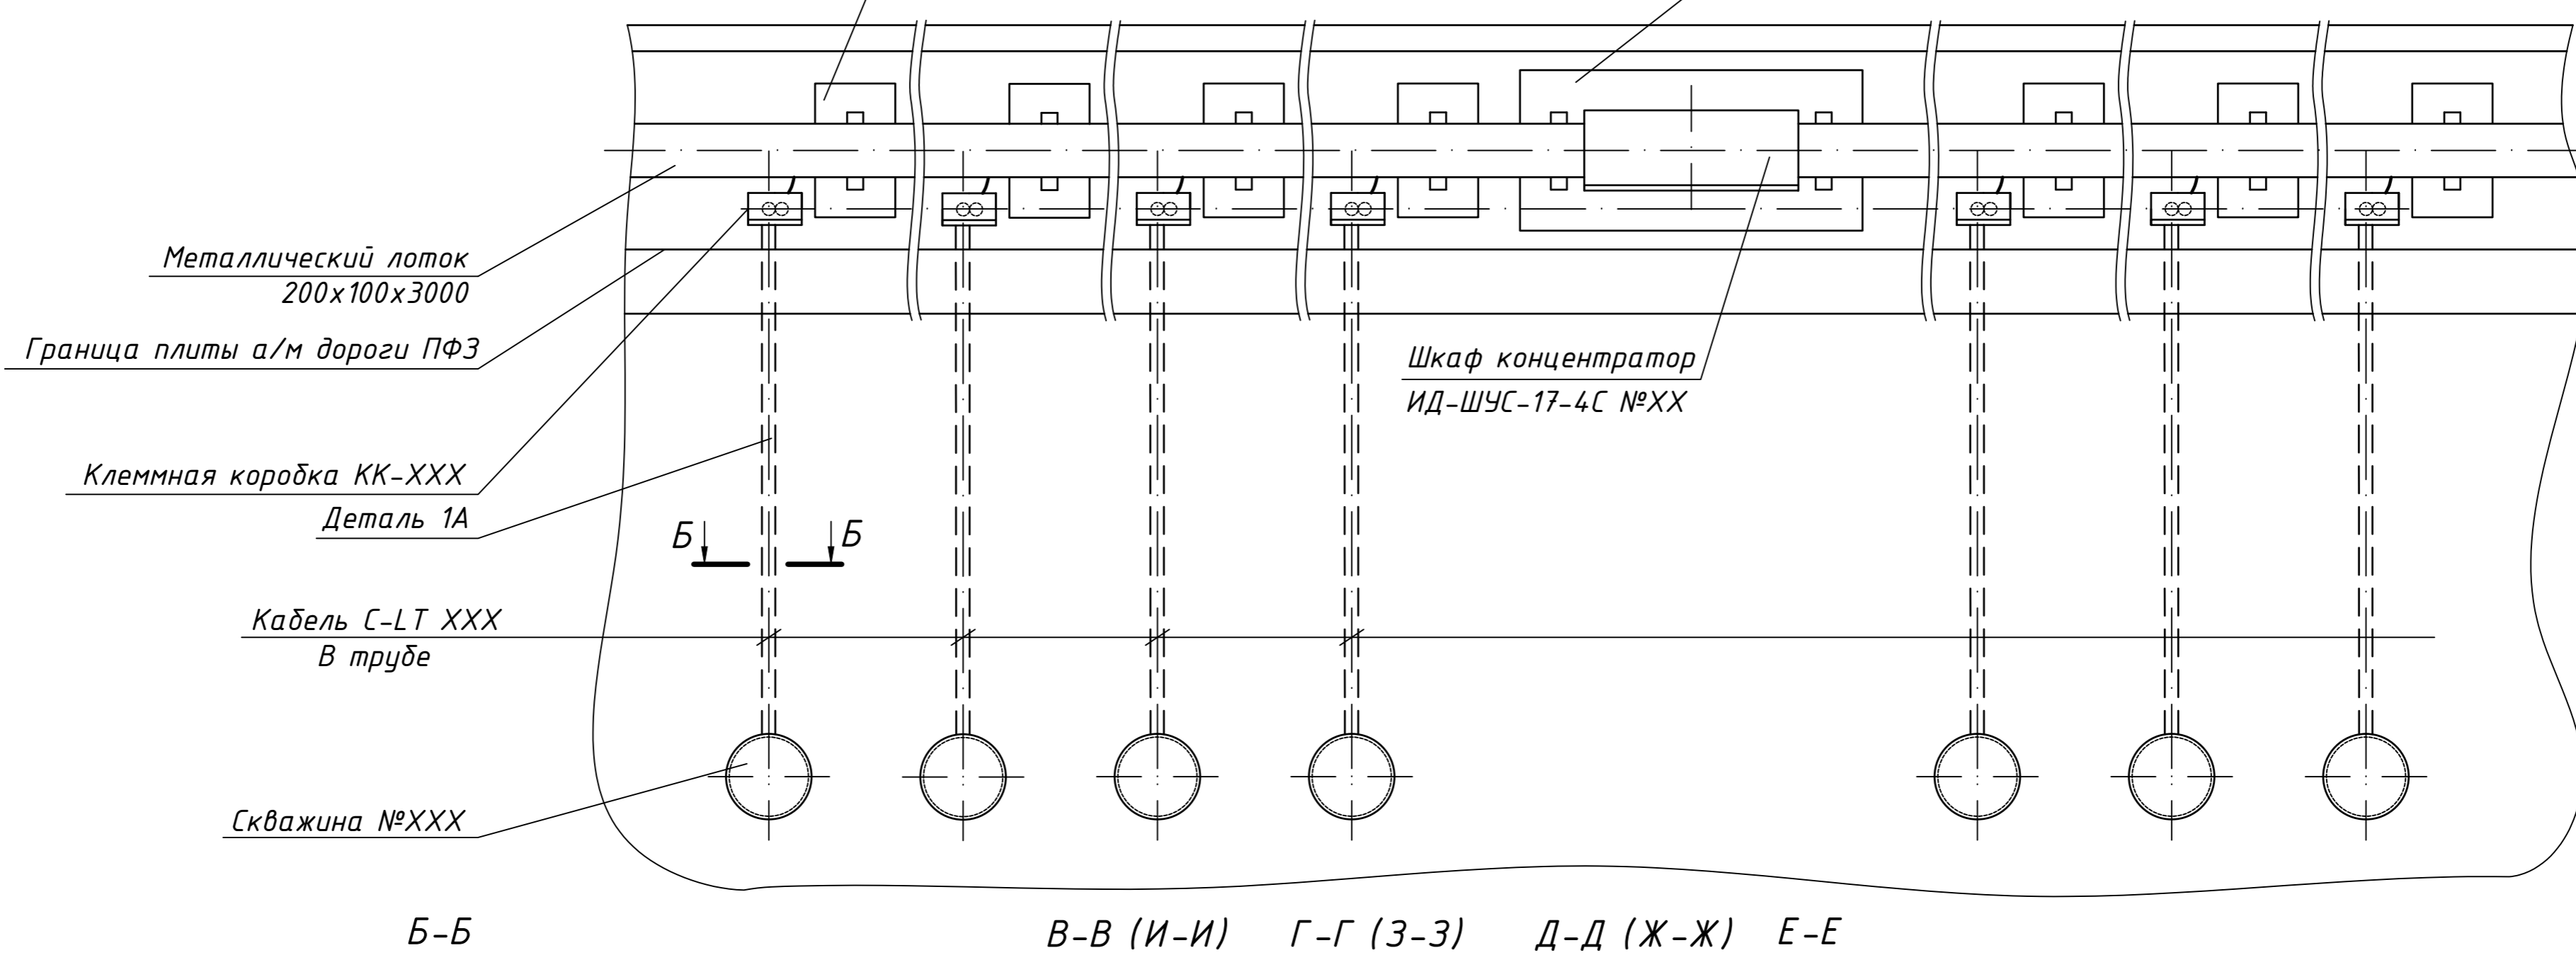 Металлический лоток
200х100х3000
Граница плиты а/м дороги ПФЗ
Шкаф концентратор
ИД-ШУС-17-4С №ХХ
Клеммная коробка КК-ХХХ
Деталь 1А
Б Б
Кабель С-LT ХХХ
В трубе
Скважина №ХХХ
Б-Б В-В (И-И) Г-Г (З-З) Д-Д (Ж-Ж) Е-Е